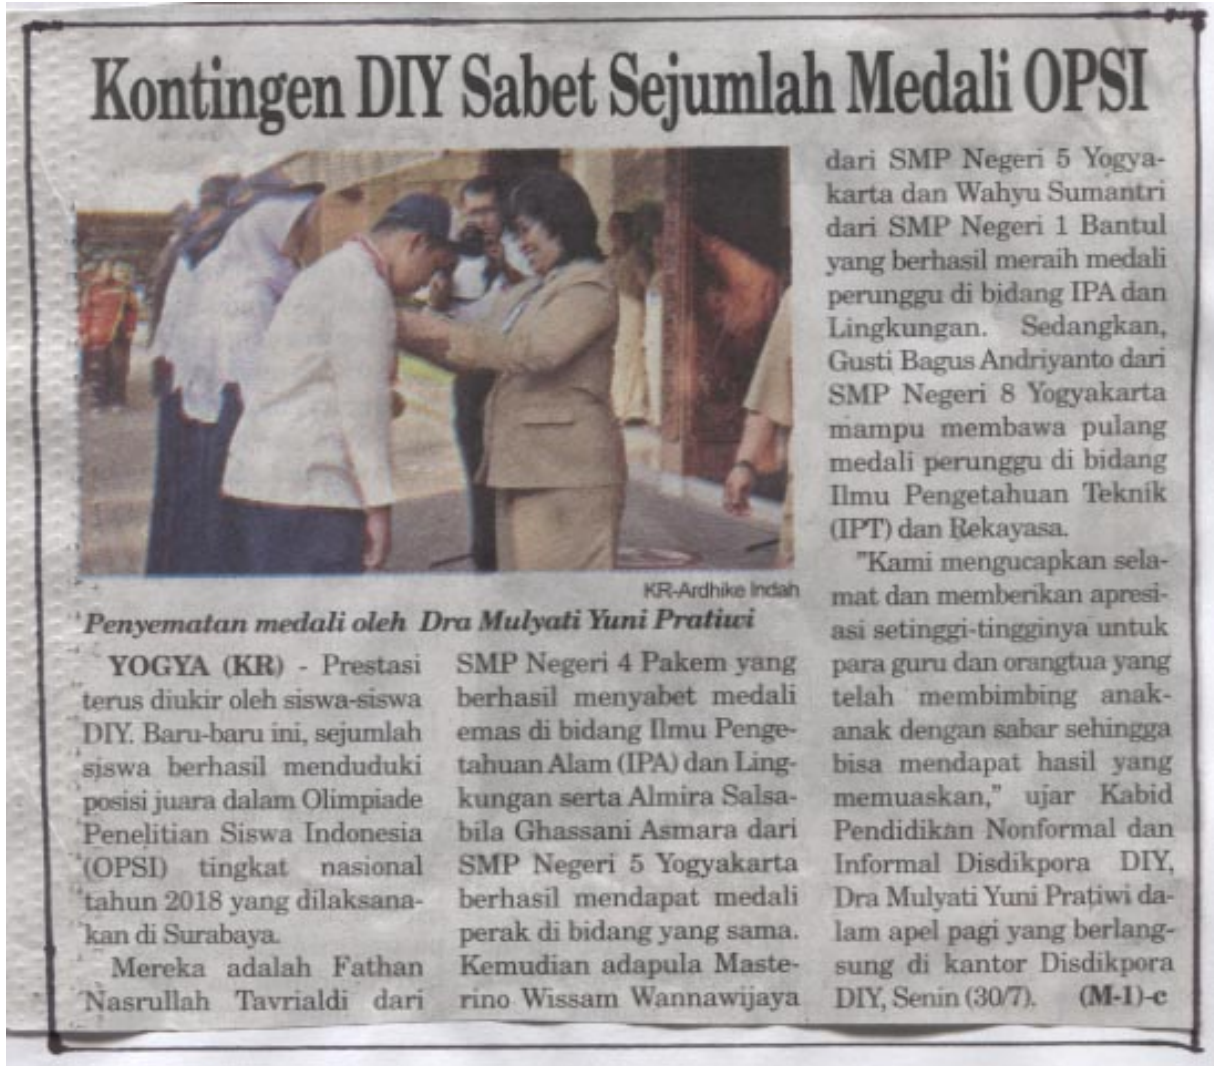 Kontingen DIY Sabet Sejumlah Medali OPSI
KR-Ardhike Indah
Penyematan medali oleh Dra Mulyati Yuni Pratiwi
YOGYA (KR) - Prestasi
terus diukir oleh siswa-siswa
DIY. Baru-baru ini, sejumlah
siswa berhasil menduduki
posisi juara dalam Olimpiade
Penelitian Siswa Indonesia
(OPSI) tingkat nasional
tahun 2018 yang dilaksana-
kan di Surabaya.
Mereka adalah Fathan
Nasrullah Tavrialdi dari
SMP Negeri 4 Pakem yang
berhasil menyabet medali
emas di bidang Ilmu Penge-
tahuan Alam (IPA) dan Ling-
kungan serta Almira Salsa-
bila Ghassani Asmara dari
SMP Negeri 5 Yogyakarta
berhasil mendapat medali
perak di bidang yang sama.
Kemudian adapula Maste-
rino Wissam Wannawijaya
dari SMP Negeri 5 Yogya-
karta dan Wahyu Sumantri
dari SMP Negeri 1 Bantul
yang berhasil meraih medali
perunggu di bidang IPA dan
Lingkungan. Sedangkan,
Gusti Bagus Andriyanto dari
SMP Negeri 8 Yogyakarta
mampu membawa pulang
medali perunggu di bidang
Ilmu Pengetahuan Teknik
(IPT) dan Rekayasa.
"Kami mengucapkan sela-
mat dan memberikan apresi-
asi setinggi-tingginya untuk
para guru dan orangtua yang
telah membimbing anak-
anak dengan sabar sehingga
bisa mendapat hasil yang
memuaskan," ujar Kabid
Pendidikan Nonformal dan
Informal Disdikpora DIY,
Dra Mulyati Yuni Pratiwi da-
lam apel pagi yang berlang-
sung di kantor Disdikpora
DIY, Senin (30/7). (M-1)-c